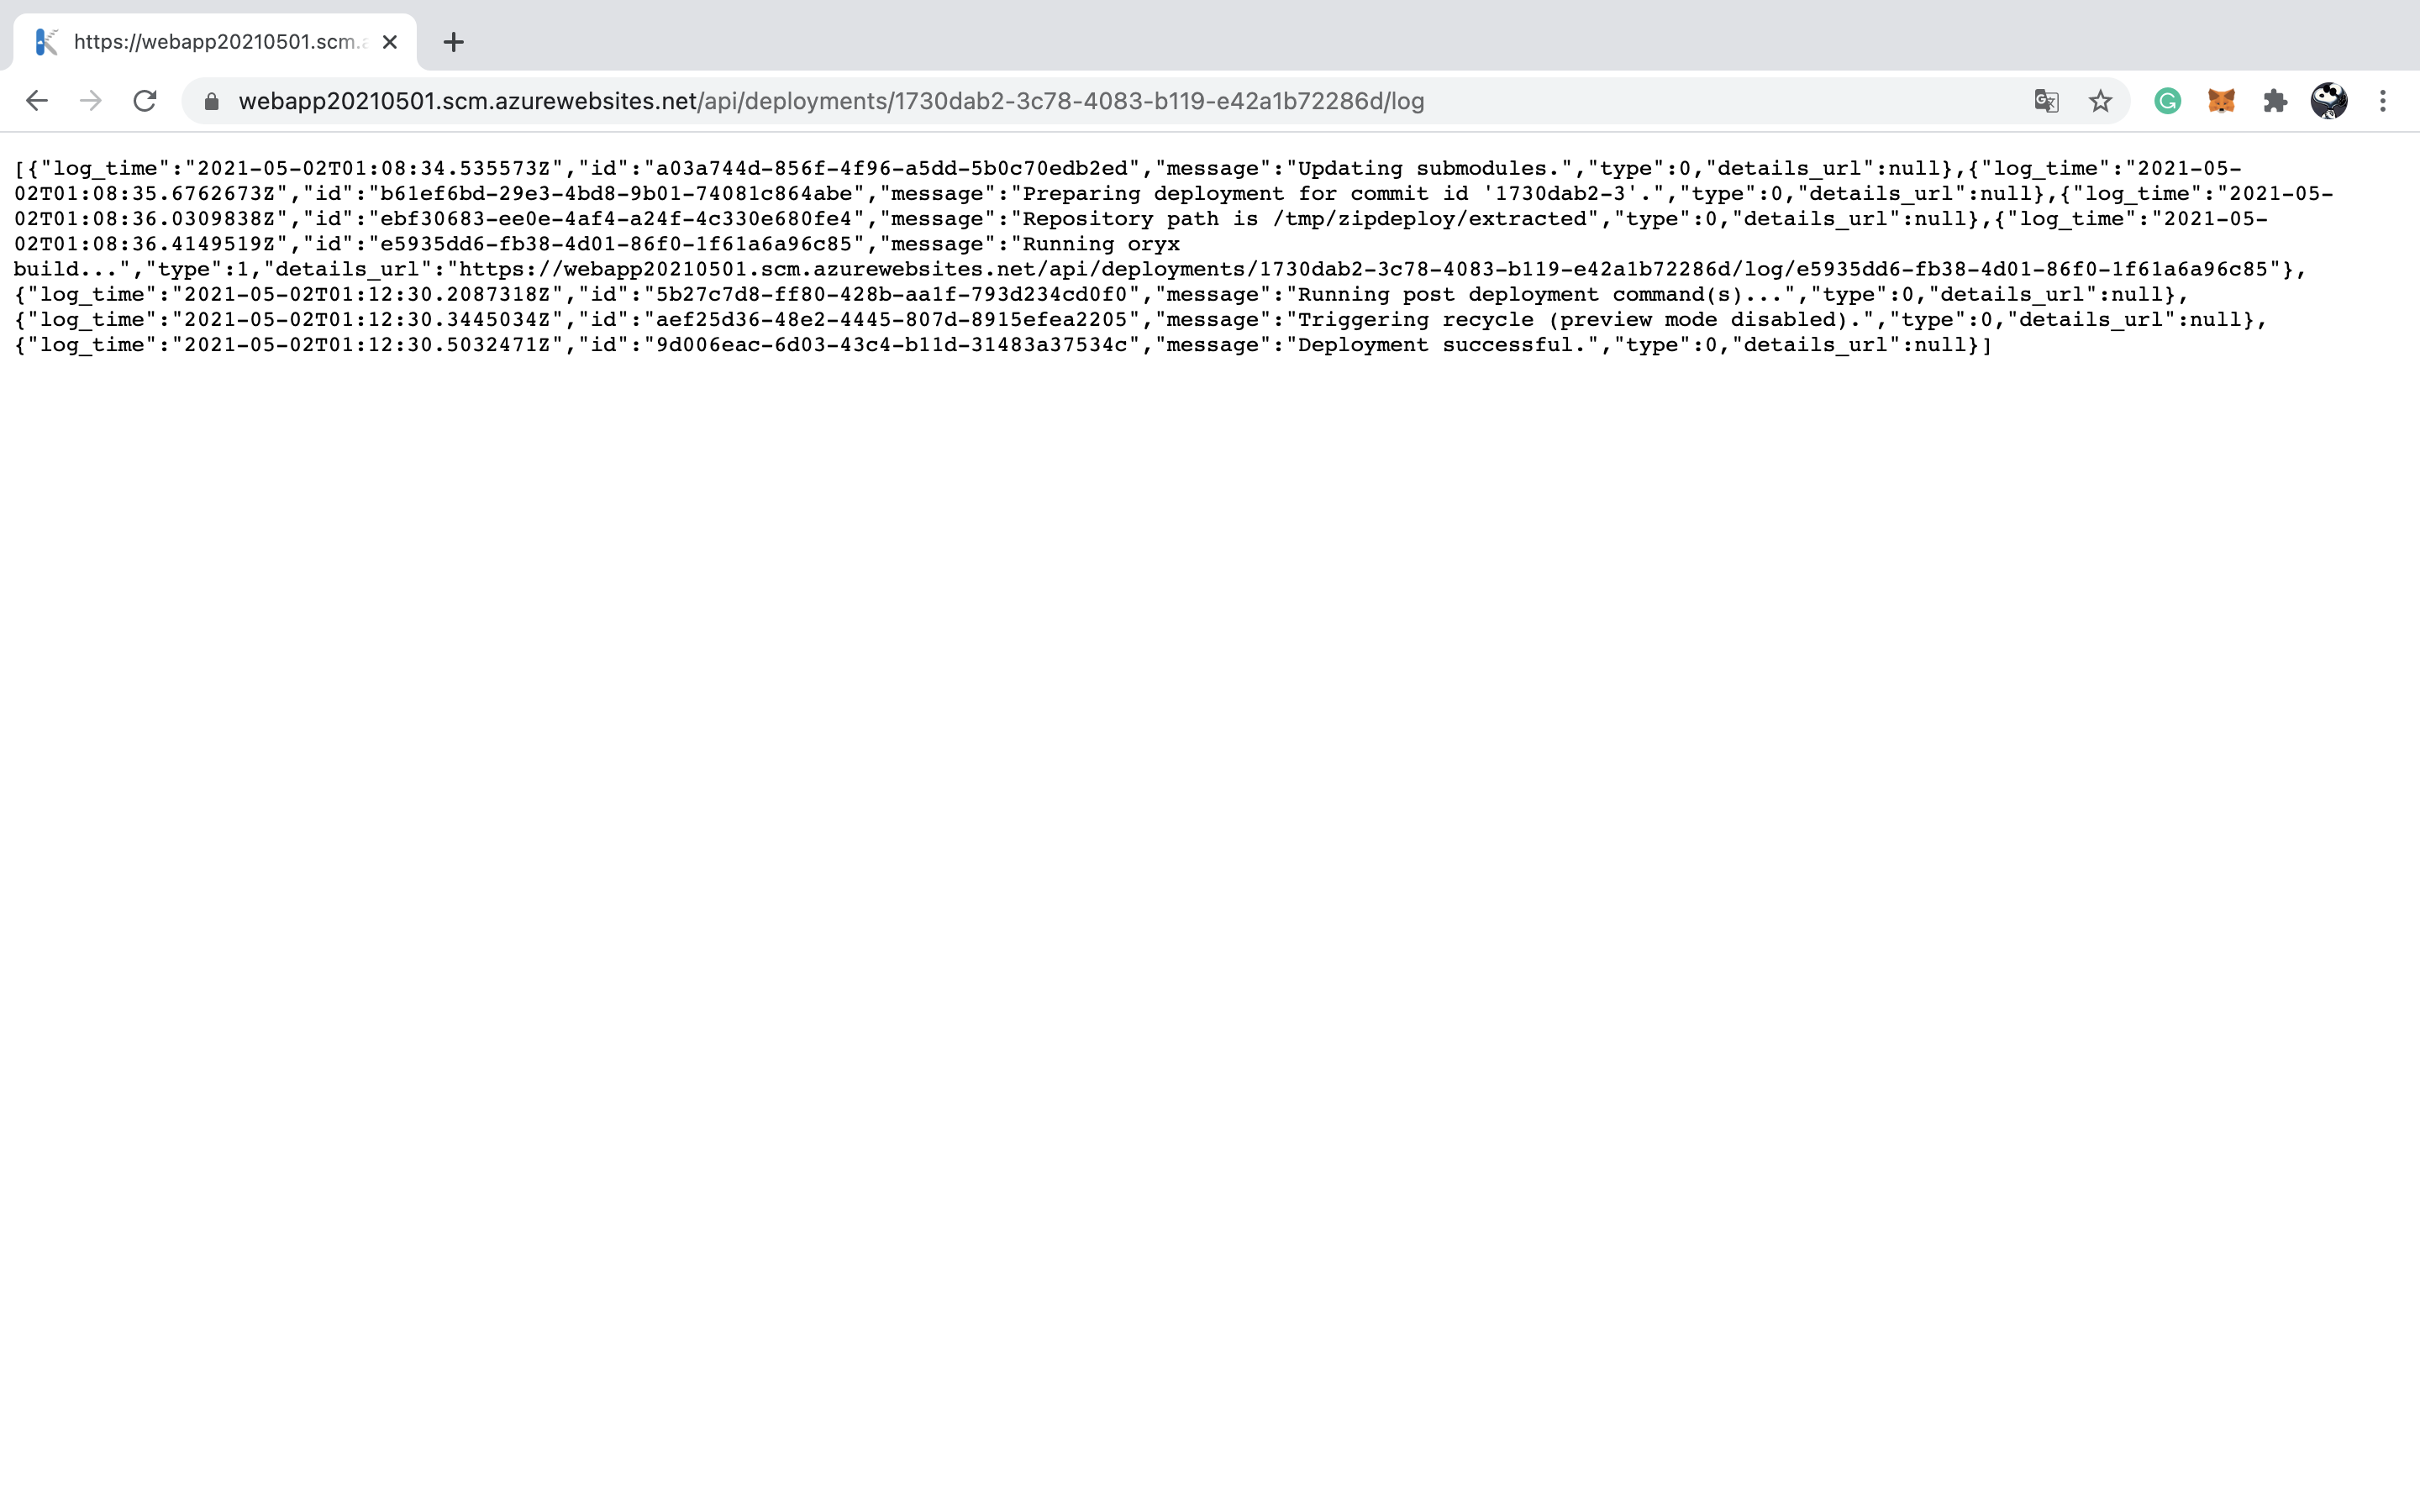 https://webapp20210501.scm.a
webapp20210501.scm.azurewebsites.net/api/deployments/1730dab2-3c78-4083-b119-e42a1b72286d/log
[{"log_time":"2021-05-02T01:08:34.535573Z","id":"a03a744d-856f-4f96-a5dd-5b0c70edb2ed","message":"Updating submodules.","type":0,"details_url":null},{"log_time":"2021-05-
02T01:08:35.6762673Z","id":"b61ef6bd-29e3-4bd8-9b01-74081c864abe","message":"Preparing deployment for commit id '1730dab2-3'.","type":0,"details_url":null},{"log_time":"2021-05-
02T01:08:36.0309838Z","id":"ebf30683-ee0e-4af4-a24f-4c330e680fe4","message":"Repository path is /tmp/zipdeploy/extracted","type":0,"details_url":null},{"log_time":"2021-05-
02T01:08:36.4149519Z","id":"e5935dd6-fb38-4d01-86f0-1f61a6a96c85","message":"Running oryx
build...","type":1,"details_url":"https://webapp20210501.scm.azurewebsites.net/api/deployments/1730dab2-3c78-4083-b119-e42a1b72286d/log/e5935dd6-fb38-4d01-86f0-1f61a6a96c85"},
{"log_time":"2021-05-02T01:12:30.2087318Z","id":"5b27c7d8-ff80-428b-aa1f-793d234cd0f0","message":"Running post deployment command(s)...","type":0,"details_url":null},
{"log_time":"2021-05-02T01:12:30.3445034Z","id":"aef25d36-48e2-4445-807d-8915efea2205","message":"Triggering recycle (preview mode disabled).","type":0,"details_url":null},
{"log_time":"2021-05-02T01:12:30.5032471Z","id":"9d006eac-6d03-43c4-b11d-31483a37534c","message":"Deployment successful.","type":0,"details_url":null}]